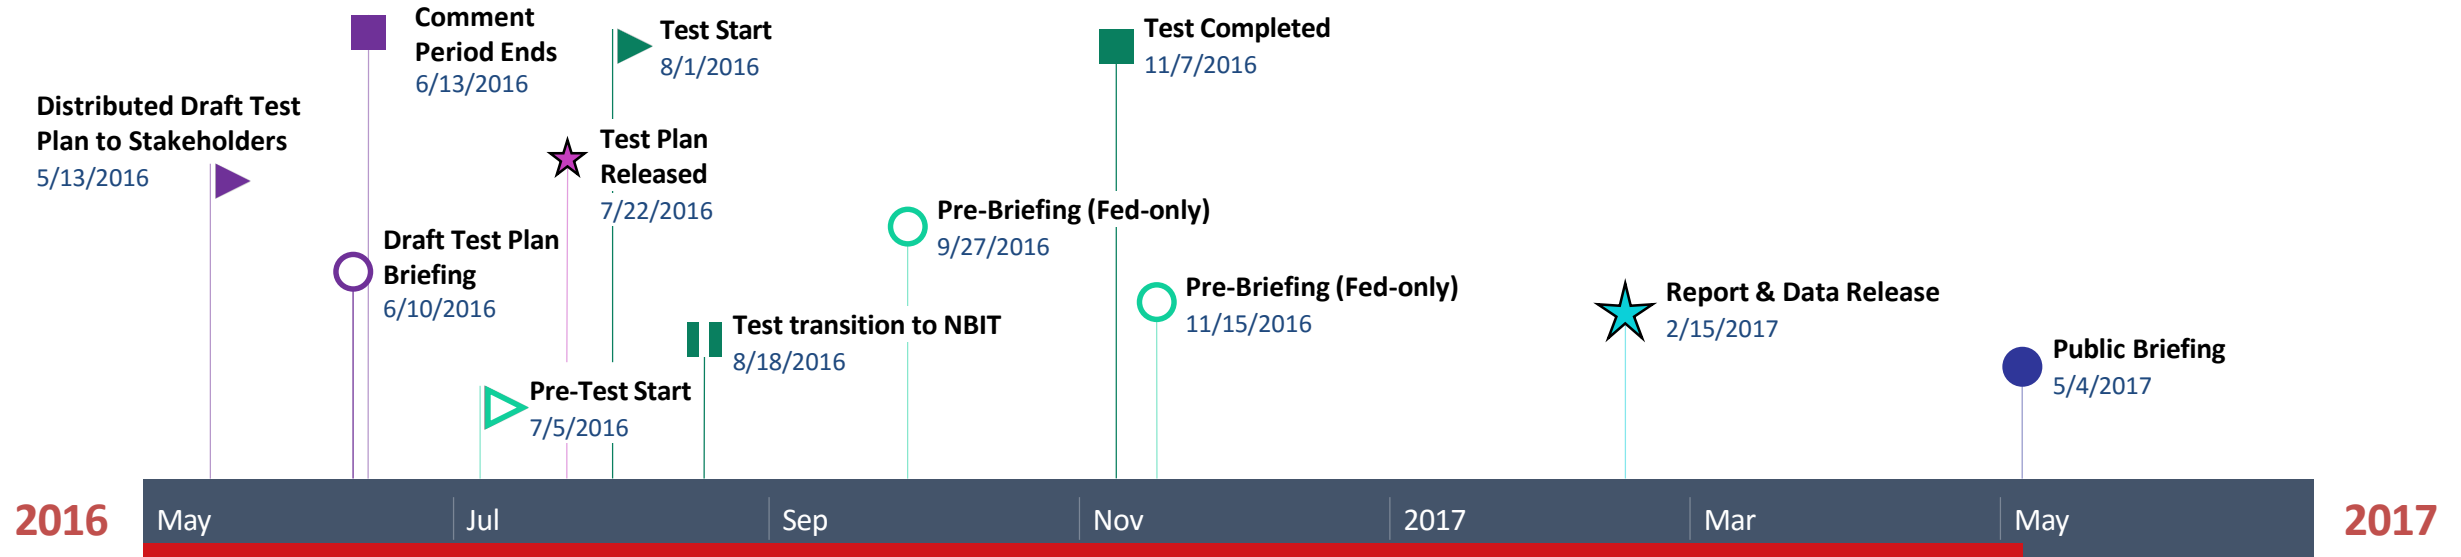 Comment
Period Ends
6/13/2016
Test Start
8/1/2016
Test Completed
11/7/2016
Distributed Draft Test
Plan to Stakeholders
5/13/2016
Test Plan
Released
7/22/2016
Draft Test Plan
Briefing
6/10/2016
Pre-Briefing (Fed-only)
9/27/2016
Pre-Briefing (Fed-only)
11/15/2016
Report & Data Release
2/15/2017
Test transition to NBIT
8/18/2016
Public Briefing
5/4/2017
Pre-Test Start
7/5/2016
2016
May
Jul
Sep
Nov
2017
Mar
May
2017